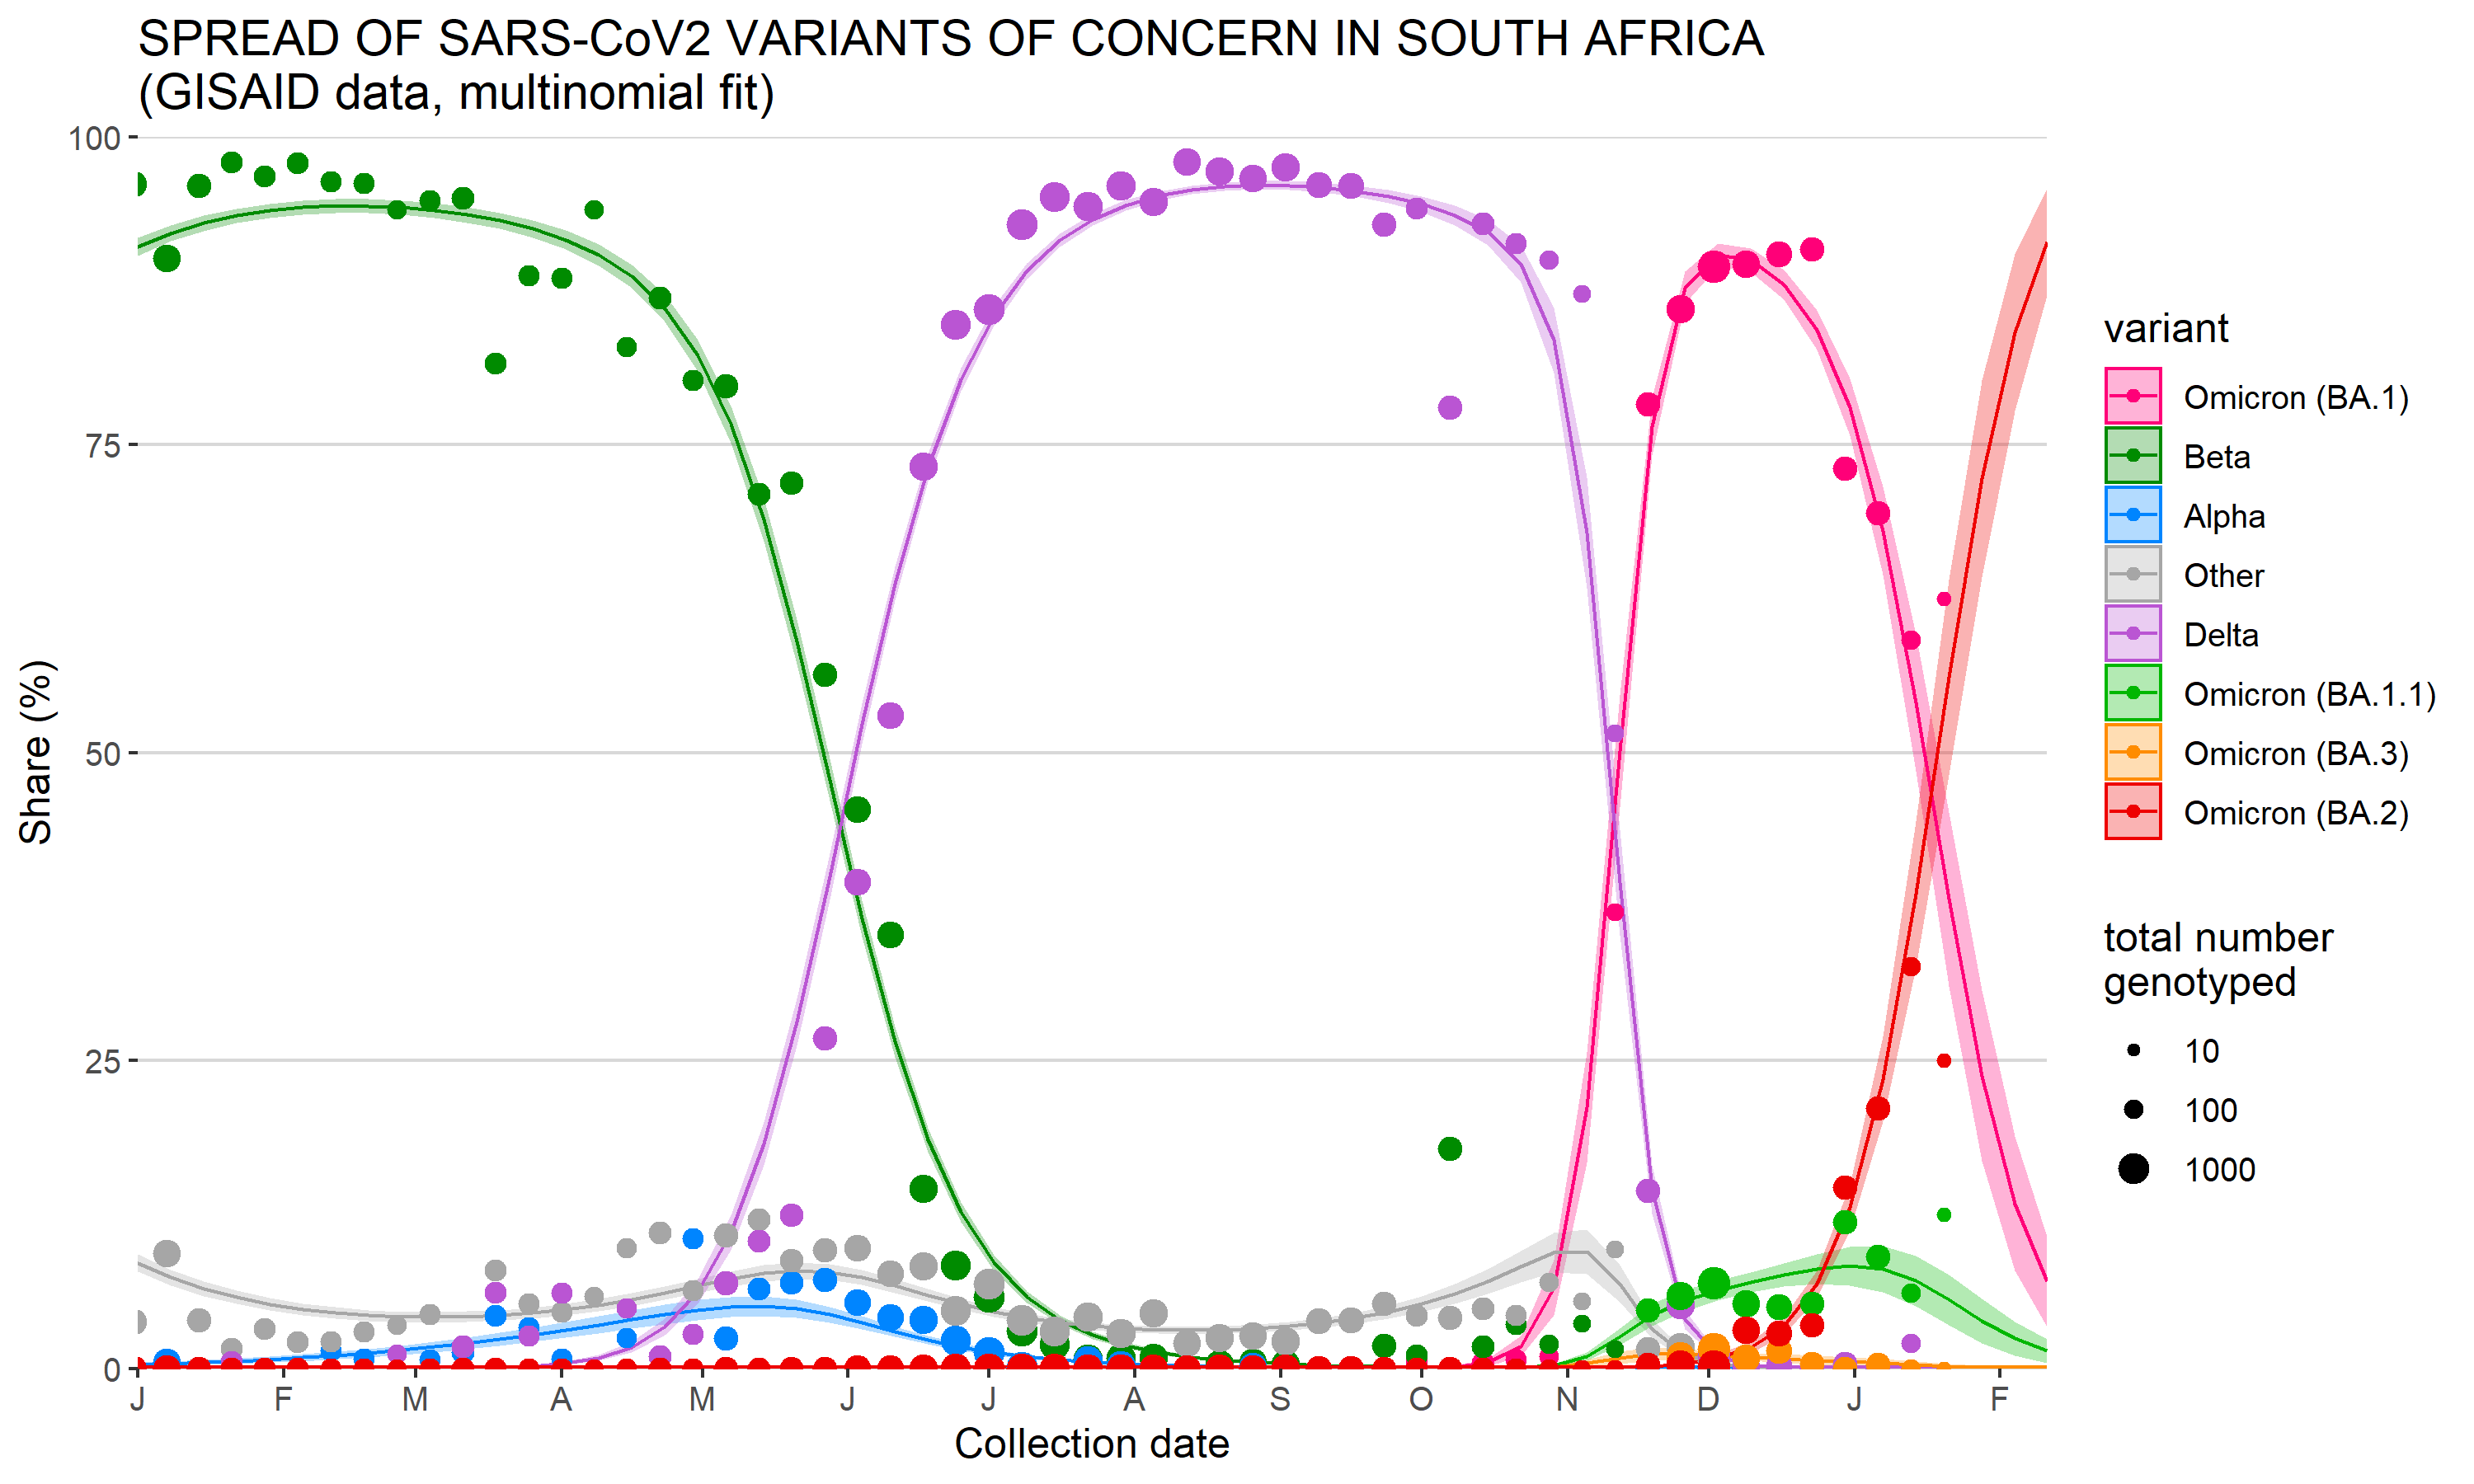 SPREAD OF SARS-CoV2 VARIANTS OF CONCERN IN SOUTH AFRICA
(GISAID data, multinomial fit)
100
75
50
25
0
Share (%)
J F M A M J J A S O N D J F
Collection date
variant
Omicron (BA.1)
Beta
Alpha
Other
Delta
Omicron (BA.1.1)
Omicron (BA.3)
Omicron (BA.2)
total number
genotyped
10
100
1000